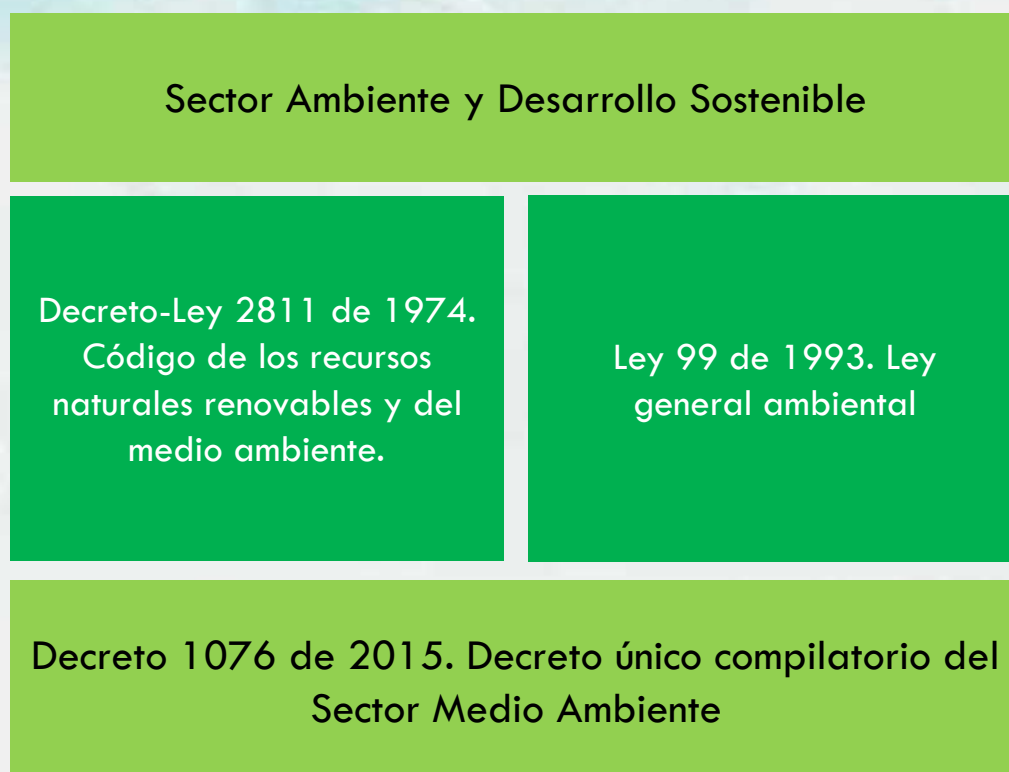 Sector Ambiente y Desarrollo Sostenible
Decreto-Ley 2811 de 1974.
Código de los recursos
naturales renovables y del
medio ambiente.
Ley 99 de 1993. Ley
general ambiental
Decreto 1076 de 2015. Decreto único compilatorio del
Sector Medio Ambiente